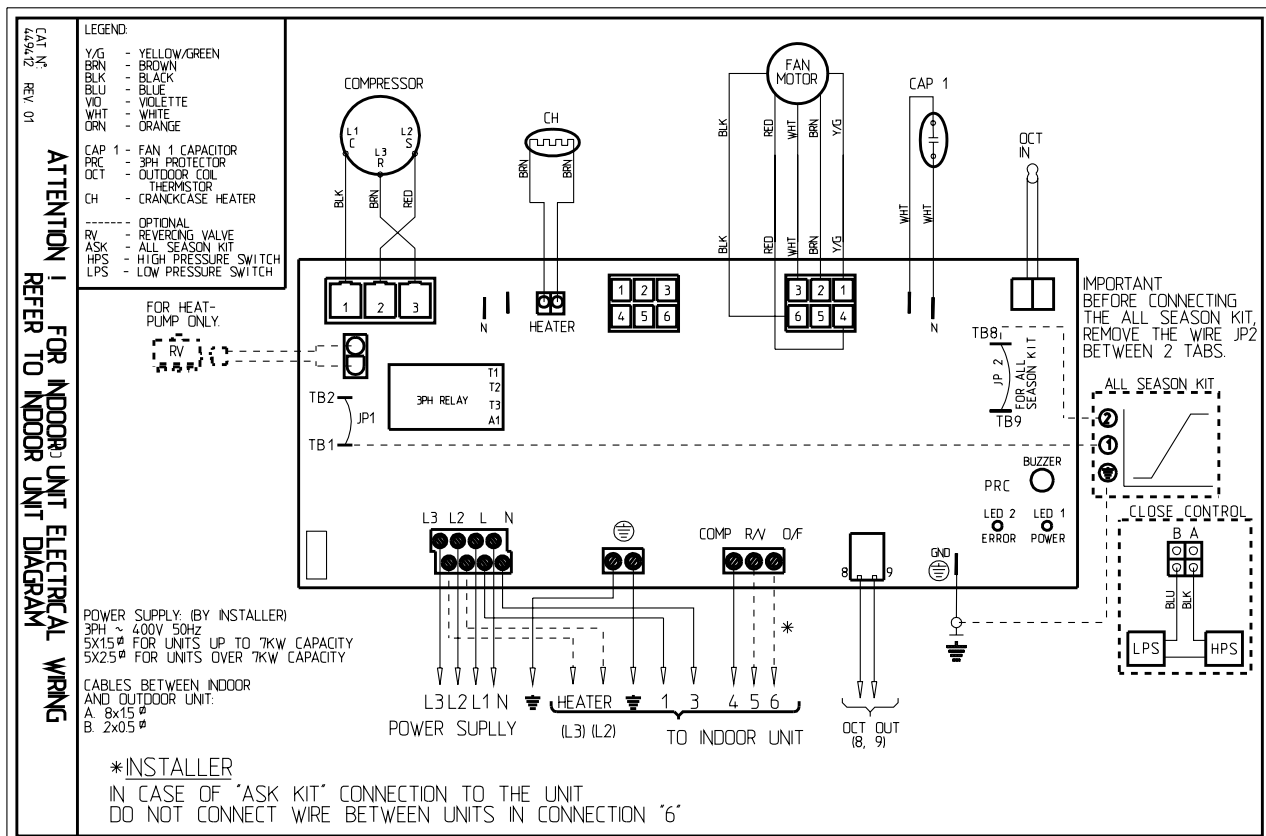 CAT. N°:
449412 REV. 01
ATTENTION ! FOR INDOOR UNIT ELECTRICAL WIRING
REFER TO INDOOR UNIT DIAGRAM
LEGEND:
Y/G - YELLOW/GREEN
BRN - BROWN
BLK - BLACK
BLU - BLUE
VIO - VIOLETTE
WHT - WHITE
ORN - ORANGE
CAP 1 - FAN 1 CAPACITOR
PRC - 3PH PROTECTOR
OCT - OUTDOOR COIL
THERMISTOR
CH - CRANCKCASE HEATER
------- OPTIONAL
RV - REVERCING VALVE
ASK - ALL SEASON KIT
HPS - HIGH PRESSURE SWITCH
LPS - LOW PRESSURE SWITCH
COMPRESSOR
L1
C
L2
S
L3
R
BLK
BRN
RED
CH
BRN
BRN
FAN
MOTOR
BLK
RED
WHT
BRN
Y/G
BLK
RED
WHT
BRN
Y/G
CAP 1
WHT
WHT
OCT
IN
1 2 3
N
HEATER
1 2 3
4 5 6
3 2 1
6 5 4
N
FOR HEAT-
PUMP ONLY.
RV
TB2
JP1
TB1
3PH RELAY
T1
T2
T3
A1
TB8
JP 2
FOR ALL
SEASON KIT
TB9
IMPORTANT
BEFORE CONNECTING
THE ALL SEASON KIT,
REMOVE THE WIRE JP2
BETWEEN 2 TABS.
ALL SEASON KIT
2
1
BUZZER
PRC
LED 2
ERROR
LED 1
POWER
CLOSE CONTROL
B A
BLU
BLK
LPS
HPS
L3 L2 L N
COMP R/V O/F
8
9
GND
*
POWER SUPPLY: (BY INSTALLER)
3PH ~ 400V 50Hz
5X1.5⌀ FOR UNITS UP TO 7KW CAPACITY
5X2.5⌀ FOR UNITS OVER 7KW CAPACITY
CABLES BETWEEN INDOOR
AND OUTDOOR UNIT:
A. 8x1.5 ⌀
B. 2x0.5 ⌀
L3 L2 L1 N
POWER SUPLLY
HEATER
(L3) (L2)
1 3 4 5 6
TO INDOOR UNIT
OCT OUT
(8, 9)
*INSTALLER
IN CASE OF "ASK KIT" CONNECTION TO THE UNIT
DO NOT CONNECT WIRE BETWEEN UNITS IN CONNECTION "6"